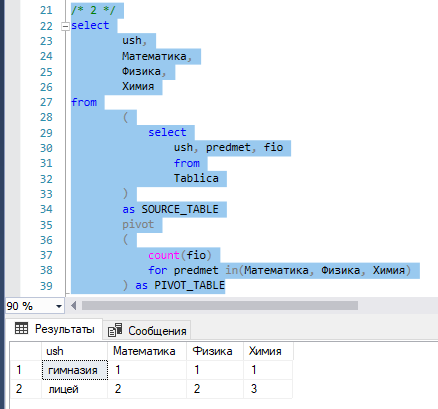 21 /* 2 */
22 select
23 ush,
24 Математика,
25 Физика,
26 Химия
27 from
28 (
29 select
30 ush, predmet, fio
31 from
32 Tablica
33 )
34 as SOURCE_TABLE
35 pivot
36 (
37 count(fio)
38 for predmet in(Математика, Физика, Химия)
39 ) as PIVOT_TABLE
90 %
Результаты Сообщения
ush Математика Физика Химия
1 гимназия 1 1 1
2 лицей 2 2 3